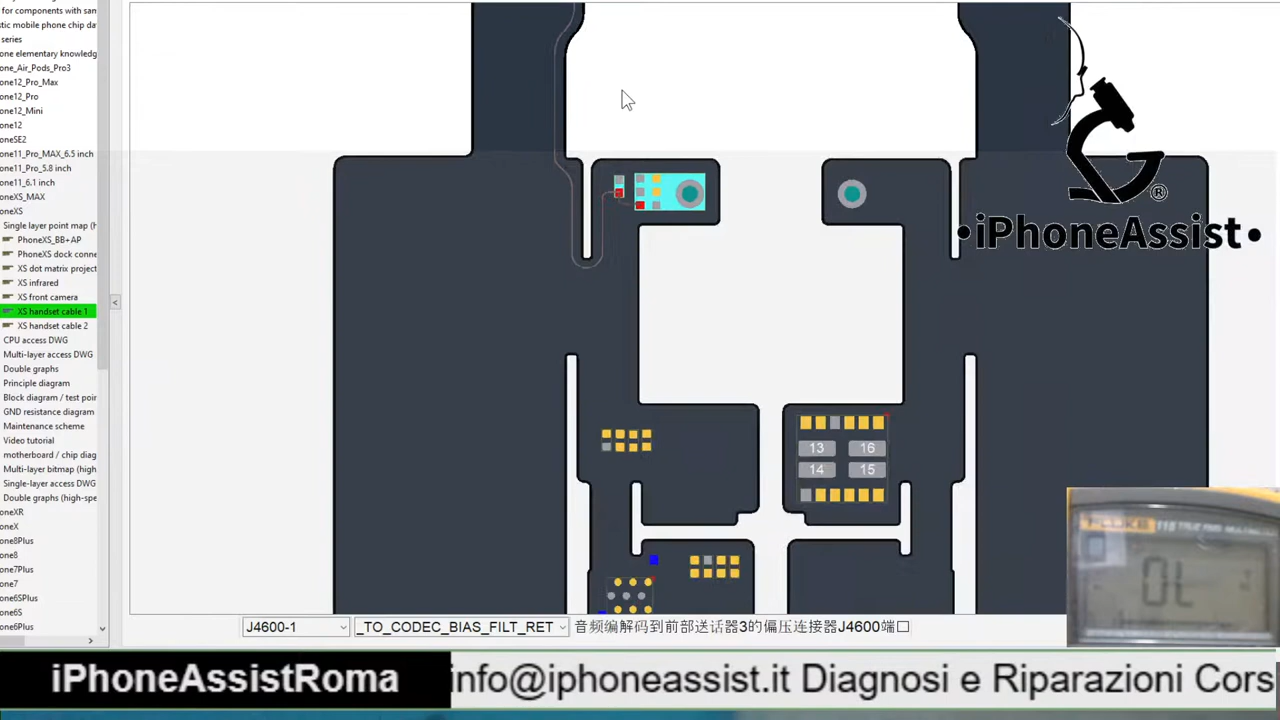 for components with san
stic mobile phone chip da
series
one elementary knowledg
one_Air_Pods_Pro3
one12_Pro_Max
one12_Pro
one12_Mini
one12
oneSE2
one11_Pro_MAX_6.5 inch
one11_Pro_5.8 inch
one11_6.1 inch
oneXS_MAX
oneXS
Single layer point map (h
PhoneXS_BB+AP
PhoneXS dock conne
XS dot matrix project
XS infrared
XS front camera
XS handset cable 1
XS handset cable 2
CPU access DWG
Multi-layer access DWG
Double graphs
Principle diagram
Block diagram / test poin
GND resistance diagram
Maintenance scheme
Video tutorial
motherboard / chip diag
Multi-layer bitmap (high
Single-layer access DWG
Double graphs (high-spe
oneXR
oneX
one8Plus
one8
one7Plus
one7
one6SPlus
one6S
one6Plus
<
®
•iPhoneAssist•
13 16
14 15
FLUKE
OL
J4600-1
_TO_CODEC_BIAS_FILT_RET
音频编解码到前部送话器3的偏压连接器J4600端口
iPhoneAssistRoma
info@iphoneassist.it Diagnosi e Riparazioni Cors